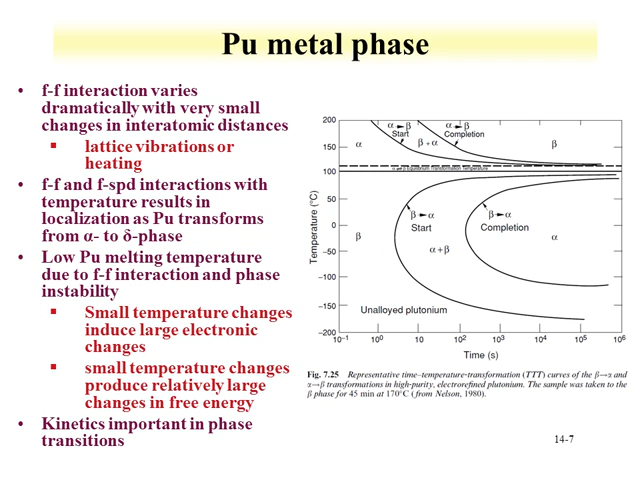 Pu metal phase
• f-f interaction varies
dramatically with very small
changes in interatomic distances
▪ lattice vibrations or
heating
• f-f and f-spd interactions with
temperature results in
localization as Pu transforms
from α- to δ-phase
• Low Pu melting temperature
due to f-f interaction and phase
instability
▪ Small temperature changes
induce large electronic
changes
▪ small temperature changes
produce relatively large
changes in free energy
• Kinetics important in phase
transitions
200
150
100
50
0
−50
−100
−150
−200
Temperature (°C)
α
α ► β
Start
β + α
α ► β
Completion
β
α ⇌ β Equilibrium Transformation Temperature
β
β ► α
Start
α + β
β ► α
Completion
α
Unalloyed plutonium
10⁻¹ 10⁰ 10 10² 10³ 10⁴ 10⁵ 10⁶
Time (s)
Fig. 7.25 Representative time–temperature-transformation (TTT) curves of the β→α and
α→β transformations in high-purity, electrorefined plutonium. The sample was taken to the
β phase for 45 min at 170°C (from Nelson, 1980).
14-7